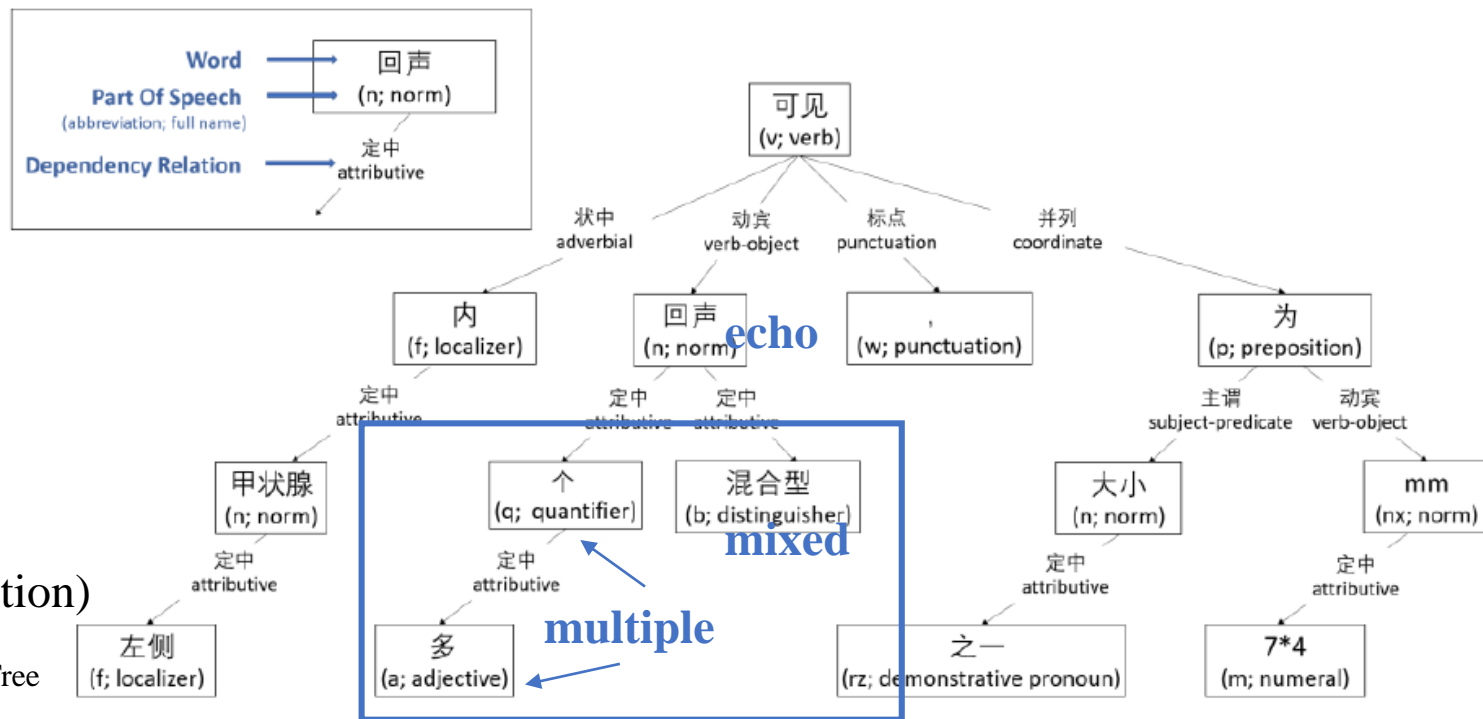 Word
回声
(n; norm)
Part Of Speech
(abbreviation; full name)
定中
attributive
Dependency Relation
可见
(v; verb)
状中
adverbial
动宾
verb-object
标点
punctuation
并列
coordinate
内
(f; localizer)
回声
(n; norm)
echo
,
(w; punctuation)
为
(p; preposition)
定中
attributive
定中
attributive
定中
attributive
主谓
subject-predicate
动宾
verb-object
甲状腺
(n; norm)
个
(q; quantifier)
混合型
(b; distinguisher)
mixed
大小
(n; norm)
mm
(nx; norm)
定中
attributive
定中
attributive
定中
attributive
定中
attributive
multiple
tion)
ree
左侧
(f; localizer)
多
(a; adjective)
之一
(rz; demonstrative pronoun)
7*4
(m; numeral)